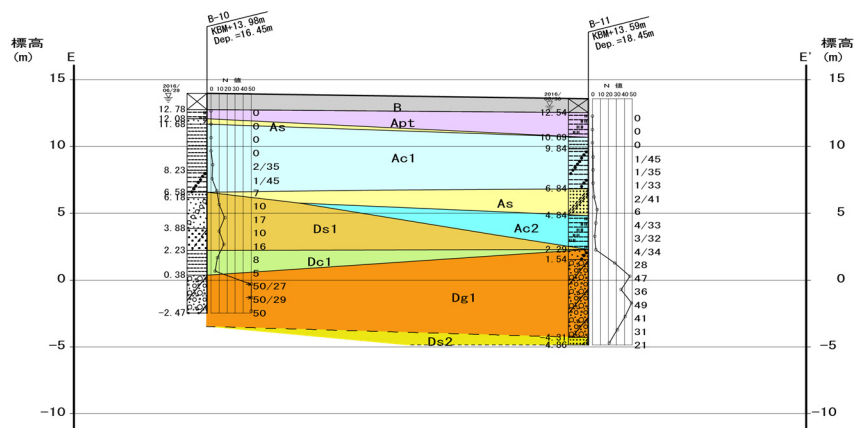 B-10
KBM+13.98m
Dep.=16.45m
B-11
KBM+13.59m
Dep.=18.45m
標高
(m)
E
E'
標高
(m)
15
10
5
0
-5
-10
15
10
5
0
-5
-10
2016/
N 値
0 10 20 30 40 50
12.78
12.08
11.68
8.23
6.58
6.18
3.88
2.23
0.38
-2.47
0
0
0
0
2/35
1/45
7
10
17
10
16
8
5
50/27
50/29
50
B
Apt
As
Ac1
As
Ac2
Ds1
Dc1
Dg1
Ds2
2016/
N 値
0 10 20 30 40 50
12.54
10.69
9.84
6.84
4.84
2.29
1.54
-4.31
4.86
0
0
0
1/45
1/35
1/33
2/41
6
4/33
3/32
4/34
28
47
36
49
41
31
21